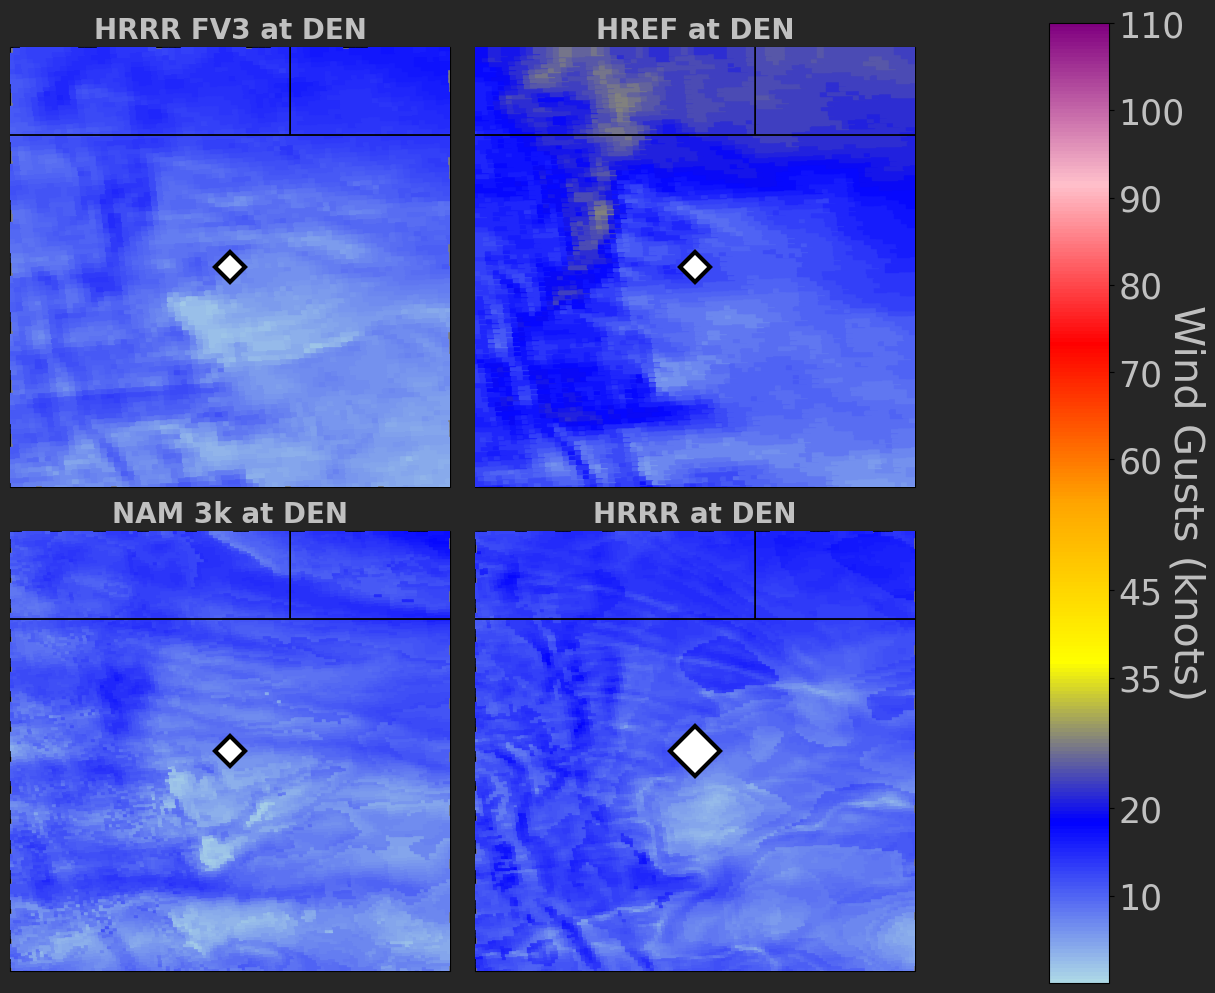 HRRR FV3 at DEN
HREF at DEN
NAM 3k at DEN
HRRR at DEN
110
100
90
80
70
60
45
35
20
10
Wind Gusts (knots)